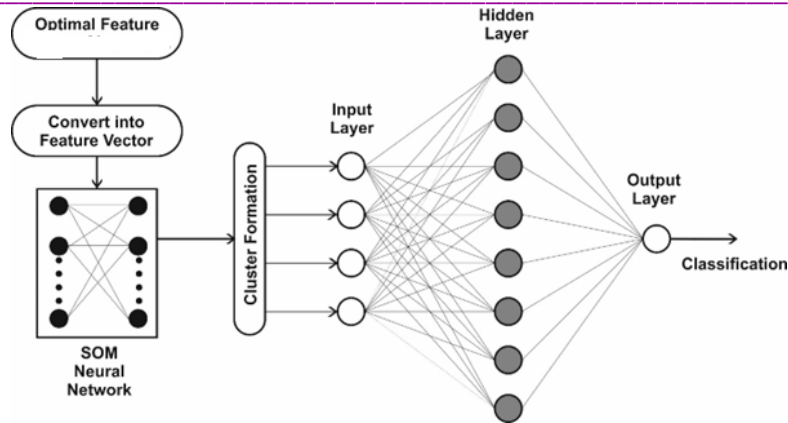 Optimal Feature
Convert into
Feature Vector
SOM
Neural
Network
Cluster Formation
Input
Layer
Hidden
Layer
Output
Layer
Classification